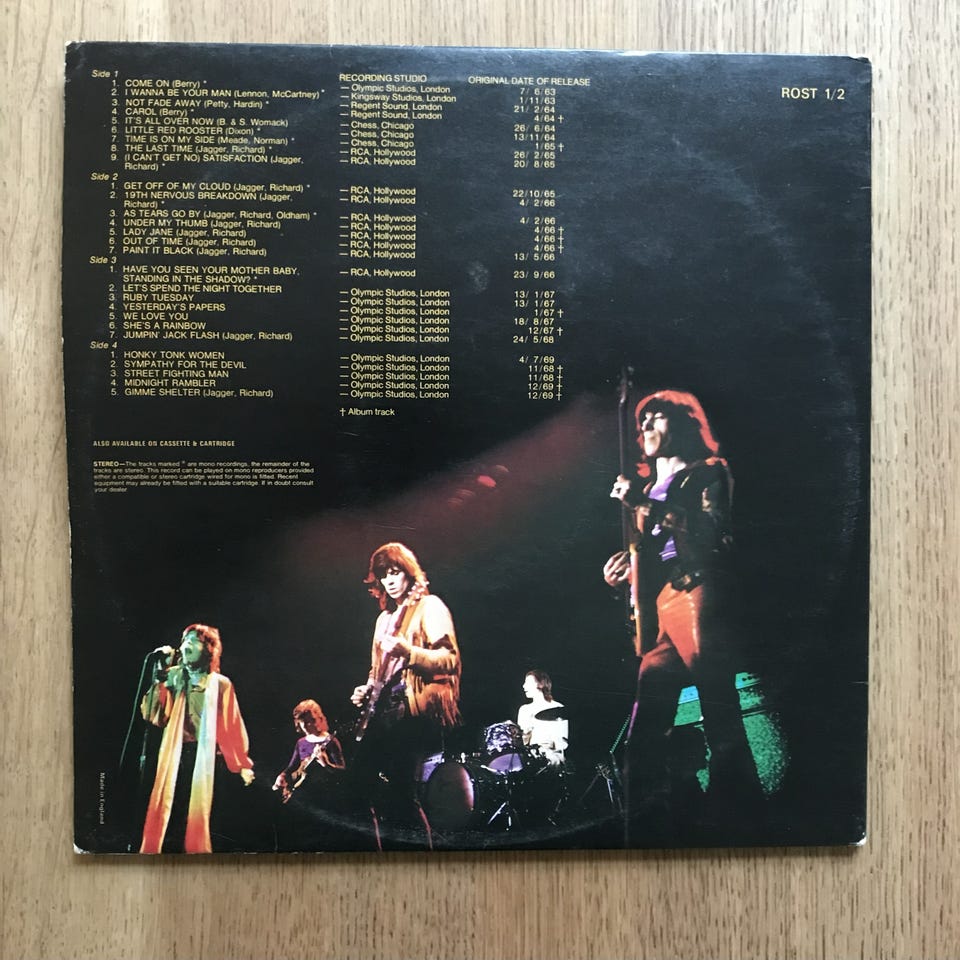 RECORDING STUDIO ORIGINAL DATE OF RELEASE
ROST 1/2
Side 1
1. COME ON (Berry) * — Olympic Studios, London 7/ 6/63
2. I WANNA BE YOUR MAN (Lennon, McCartney) * — Kingsway Studios, London 1/11/63
3. NOT FADE AWAY (Petty, Hardin) * — Regent Sound, London 21/ 2/64
4. CAROL (Berry) * — Regent Sound, London 4/64 †
5. IT'S ALL OVER NOW (B. & S. Womack) — Chess, Chicago 26/ 6/64
6. LITTLE RED ROOSTER (Dixon) * — Chess, Chicago 13/11/64
7. TIME IS ON MY SIDE (Meade, Norman) * — Chess, Chicago 1/65 †
8. THE LAST TIME (Jagger, Richard) * — RCA, Hollywood 26/ 2/65
9. (I CAN'T GET NO) SATISFACTION (Jagger, — RCA, Hollywood 20/ 8/65
Richard) *
Side 2
1. GET OFF OF MY CLOUD (Jagger, Richard) * — RCA, Hollywood 22/10/65
2. 19TH NERVOUS BREAKDOWN (Jagger, — RCA, Hollywood 4/ 2/66
Richard) *
3. AS TEARS GO BY (Jagger, Richard, Oldham) * — RCA, Hollywood 4/ 2/66
4. UNDER MY THUMB (Jagger, Richard) — RCA, Hollywood 4/66 †
5. LADY JANE (Jagger, Richard) — RCA, Hollywood 4/66 †
6. OUT OF TIME (Jagger, Richard) — RCA, Hollywood 4/66 †
7. PAINT IT BLACK (Jagger, Richard) — RCA, Hollywood 13/ 5/66
Side 3
1. HAVE YOU SEEN YOUR MOTHER BABY, — RCA, Hollywood 23/ 9/66
STANDING IN THE SHADOW? *
2. LET'S SPEND THE NIGHT TOGETHER — Olympic Studios, London 13/ 1/67
3. RUBY TUESDAY — Olympic Studios, London 13/ 1/67
4. YESTERDAY'S PAPERS — Olympic Studios, London 1/67 †
5. WE LOVE YOU — Olympic Studios, London 18/ 8/67
6. SHE'S A RAINBOW — Olympic Studios, London 12/67 †
7. JUMPIN' JACK FLASH (Jagger, Richard) — Olympic Studios, London 24/ 5/68
Side 4
1. HONKY TONK WOMEN — Olympic Studios, London 4/ 7/69
2. SYMPATHY FOR THE DEVIL — Olympic Studios, London 11/68 †
3. STREET FIGHTING MAN — Olympic Studios, London 11/68 †
4. MIDNIGHT RAMBLER — Olympic Studios, London 12/69 †
5. GIMME SHELTER (Jagger, Richard) — Olympic Studios, London 12/69 †
† Album track
ALSO AVAILABLE ON CASSETTE & CARTRIDGE
STEREO—The tracks marked * are mono recordings, the remainder of the
tracks are stereo. This record can be played on mono reproducers provided
either a compatible or stereo cartridge wired for mono is fitted. Recent
equipment may already be fitted with a suitable cartridge. If in doubt consult
your dealer
Made in England